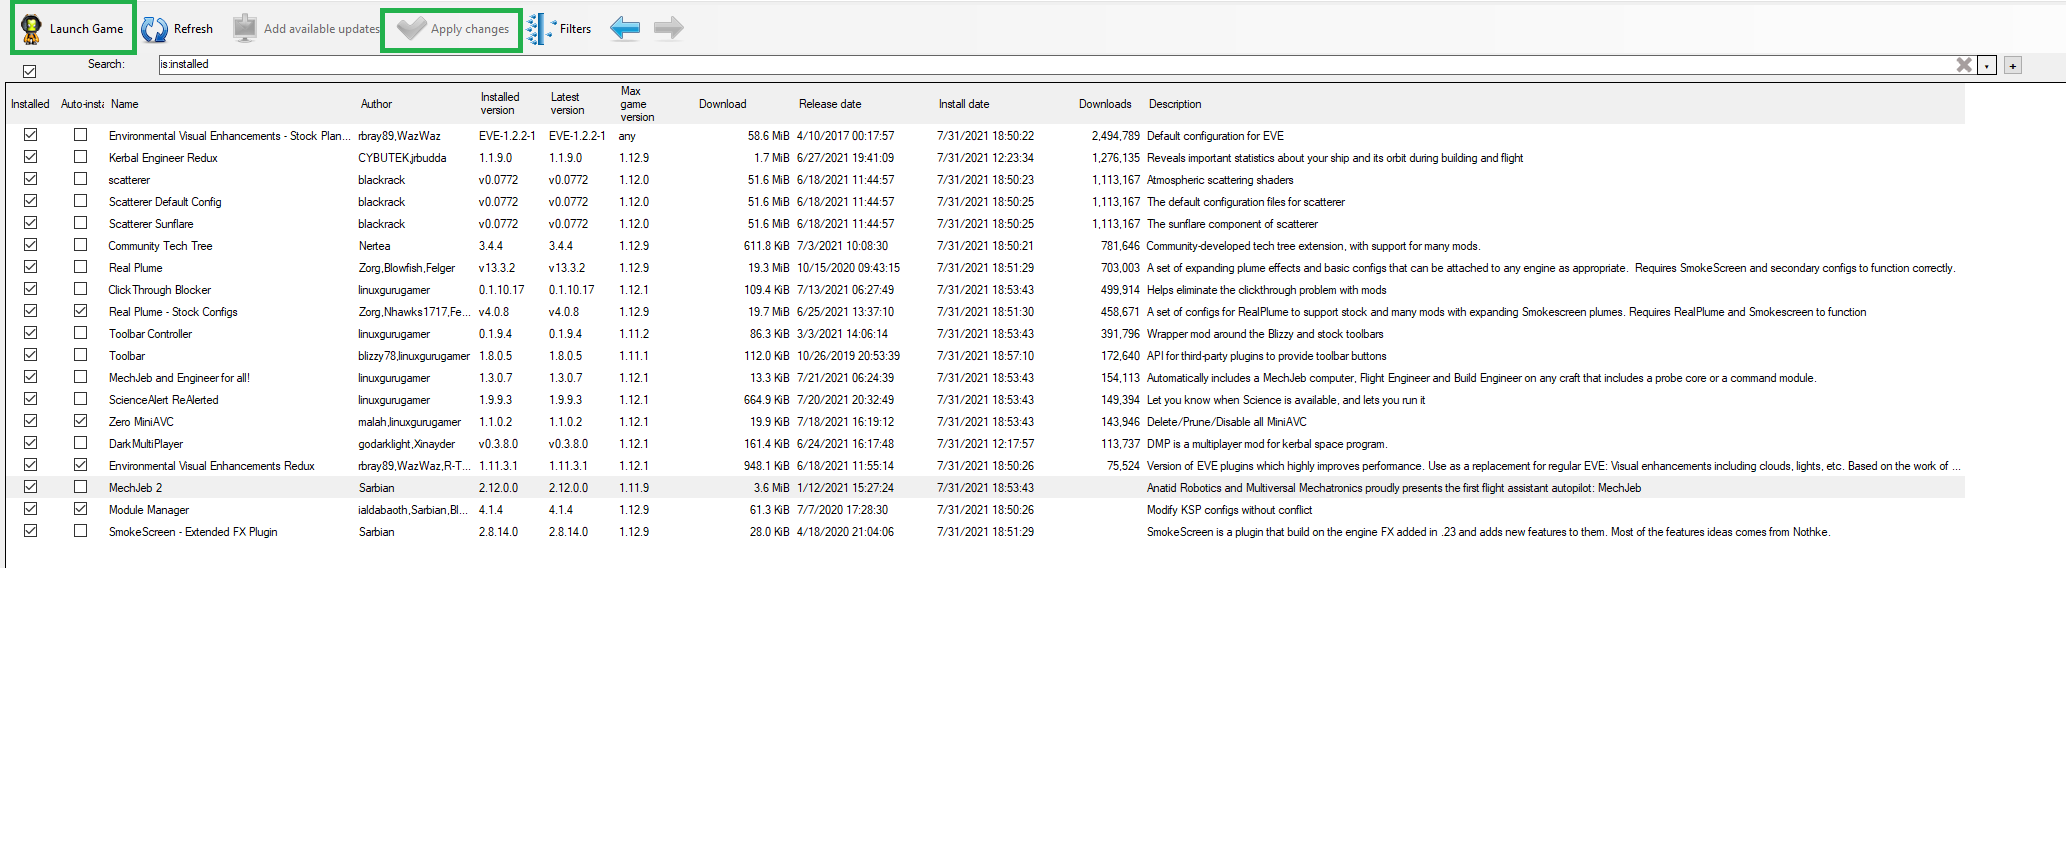 Launch Game Refresh Add available updates Apply changes Filters
Search: is:installed
Installed Auto-insta Name Author Installed version Latest version Max game version Download Release date Install date Downloads Description
Environmental Visual Enhancements - Stock Plan... rbray89,WazWaz EVE-1.2.2-1 EVE-1.2.2-1 any 58.6 MiB 4/10/2017 00:17:57 7/31/2021 18:50:22 2,494,789 Default configuration for EVE
Kerbal Engineer Redux CYBUTEK,jrbudda 1.1.9.0 1.1.9.0 1.12.9 1.7 MiB 6/27/2021 19:41:09 7/31/2021 12:23:34 1,276,135 Reveals important statistics about your ship and its orbit during building and flight
scatterer blackrack v0.0772 v0.0772 1.12.0 51.6 MiB 6/18/2021 11:44:57 7/31/2021 18:50:23 1,113,167 Atmospheric scattering shaders
Scatterer Default Config blackrack v0.0772 v0.0772 1.12.0 51.6 MiB 6/18/2021 11:44:57 7/31/2021 18:50:25 1,113,167 The default configuration files for scatterer
Scatterer Sunflare blackrack v0.0772 v0.0772 1.12.0 51.6 MiB 6/18/2021 11:44:57 7/31/2021 18:50:25 1,113,167 The sunflare component of scatterer
Community Tech Tree Nertea 3.4.4 3.4.4 1.12.9 611.8 KiB 7/3/2021 10:08:30 7/31/2021 18:50:21 781,646 Community-developed tech tree extension, with support for many mods.
Real Plume Zorg,Blowfish,Felger v13.3.2 v13.3.2 1.12.9 19.3 MiB 10/15/2020 09:43:15 7/31/2021 18:51:29 703,003 A set of expanding plume effects and basic configs that can be attached to any engine as appropriate. Requires SmokeScreen and secondary configs to function correctly.
ClickThrough Blocker linuxgurugamer 0.1.10.17 0.1.10.17 1.12.1 109.4 KiB 7/13/2021 06:27:49 7/31/2021 18:53:43 499,914 Helps eliminate the clickthrough problem with mods
Real Plume - Stock Configs Zorg,Nhawks1717,Fe... v4.0.8 v4.0.8 1.12.9 19.7 MiB 6/25/2021 13:37:10 7/31/2021 18:51:30 458,671 A set of configs for RealPlume to support stock and many mods with expanding Smokescreen plumes. Requires RealPlume and Smokescreen to function
Toolbar Controller linuxgurugamer 0.1.9.4 0.1.9.4 1.11.2 86.3 KiB 3/3/2021 14:06:14 7/31/2021 18:53:43 391,796 Wrapper mod around the Blizzy and stock toolbars
Toolbar blizzy78,linuxgurugamer 1.8.0.5 1.8.0.5 1.11.1 112.0 KiB 10/26/2019 20:53:39 7/31/2021 18:57:10 172,640 API for third-party plugins to provide toolbar buttons
MechJeb and Engineer for all! linuxgurugamer 1.3.0.7 1.3.0.7 1.12.1 13.3 KiB 7/21/2021 06:24:39 7/31/2021 18:53:43 154,113 Automatically includes a MechJeb computer, Flight Engineer and Build Engineer on any craft that includes a probe core or a command module.
ScienceAlert ReAlerted linuxgurugamer 1.9.9.3 1.9.9.3 1.12.1 664.9 KiB 7/20/2021 20:32:49 7/31/2021 18:53:43 149,394 Let you know when Science is available, and lets you run it
Zero MiniAVC malah,linuxgurugamer 1.1.0.2 1.1.0.2 1.12.1 19.9 KiB 7/18/2021 16:19:12 7/31/2021 18:53:43 143,946 Delete/Prune/Disable all MiniAVC
DarkMultiPlayer godarklight,Xinayder v0.3.8.0 v0.3.8.0 1.12.1 161.4 KiB 6/24/2021 16:17:48 7/31/2021 12:17:57 113,737 DMP is a multiplayer mod for kerbal space program.
Environmental Visual Enhancements Redux rbray89,WazWaz,R-T... 1.11.3.1 1.11.3.1 1.12.1 948.1 KiB 6/18/2021 11:55:14 7/31/2021 18:50:26 75,524 Version of EVE plugins which highly improves performance. Use as a replacement for regular EVE: Visual enhancements including clouds, lights, etc. Based on the work of ...
MechJeb 2 Sarbian 2.12.0.0 2.12.0.0 1.11.9 3.6 MiB 1/12/2021 15:27:24 7/31/2021 18:53:43 Anatid Robotics and Multiversal Mechatronics proudly presents the first flight assistant autopilot: MechJeb
Module Manager ialdabaoth,Sarbian,Bl... 4.1.4 4.1.4 1.12.9 61.3 KiB 7/7/2020 17:28:30 7/31/2021 18:50:26 Modify KSP configs without conflict
SmokeScreen - Extended FX Plugin Sarbian 2.8.14.0 2.8.14.0 1.12.9 28.0 KiB 4/18/2020 21:04:06 7/31/2021 18:51:29 SmokeScreen is a plugin that build on the engine FX added in .23 and adds new features to them. Most of the features ideas comes from Nothke.